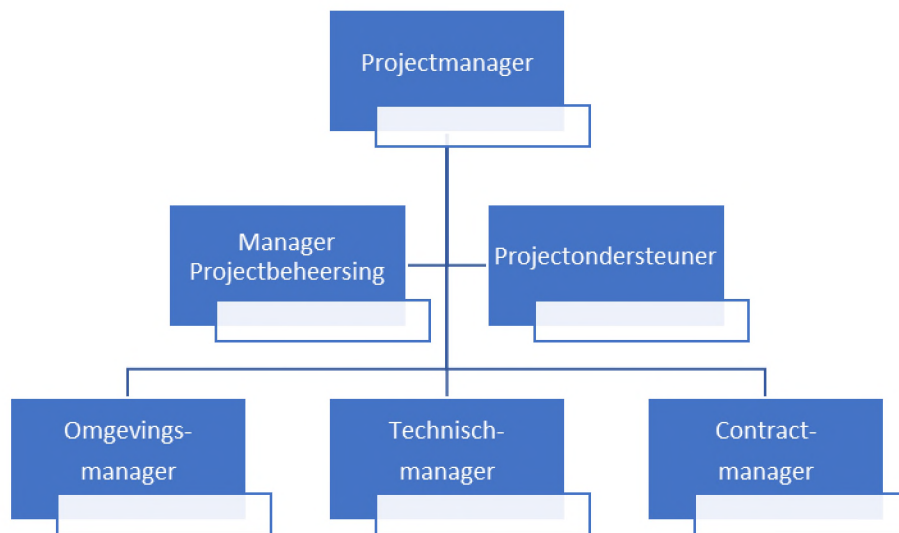 Projectmanager
Manager
Projectbeheersing
Projectondersteuner
Omgevings-
manager
Technisch-
manager
Contract-
manager